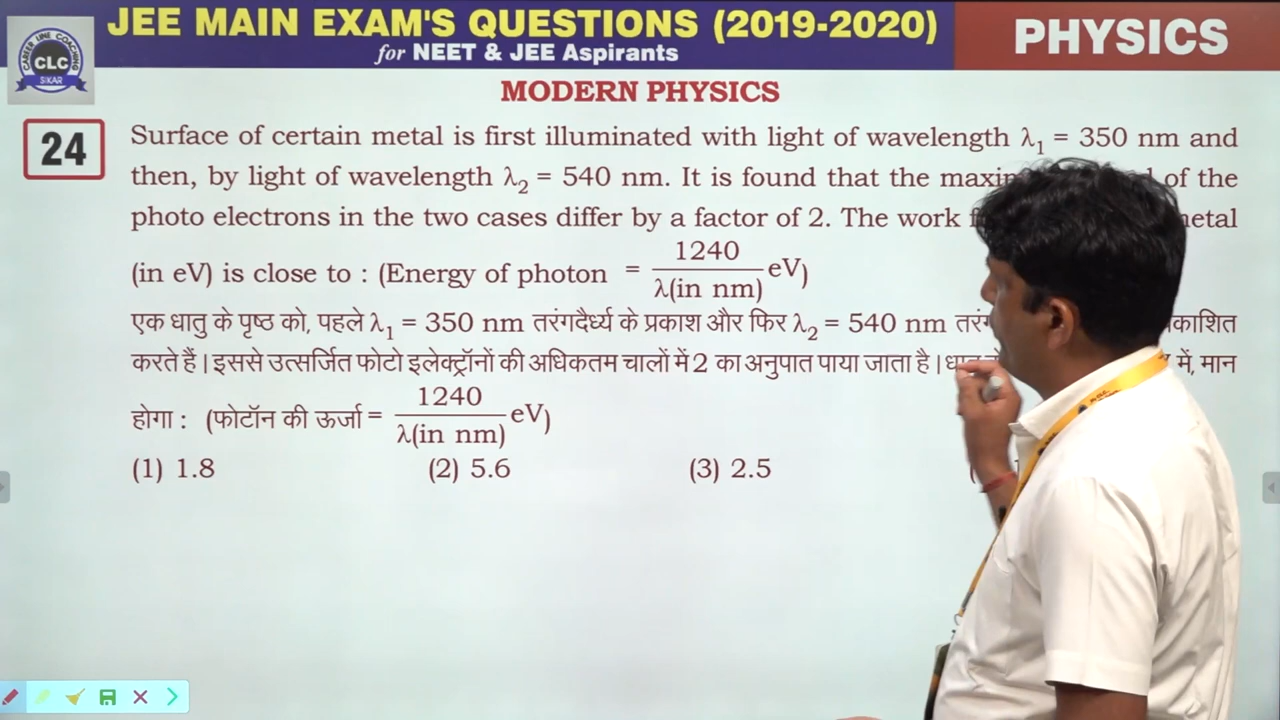 JEE MAIN EXAM'S QUESTIONS (2019-2020)
for NEET & JEE Aspirants
PHYSICS
CAREER LINE COACHING
CLC
SIKAR
MODERN PHYSICS
24
Surface of certain metal is first illuminated with light of wavelength λ₁ = 350 nm and
then, by light of wavelength λ₂ = 540 nm. It is found that the of the
photo electrons in the two cases differ by a factor of 2. The work
(in eV) is close to : (Energy of photon = 1240/λ(in nm) eV)
एक धातु के पृष्ठ को, पहले λ₁ = 350 nm तरंगदैर्ध्य के प्रकाश और फिर λ₂ = 540 nm
करते हैं । इससे उत्सर्जित फोटो इलेक्ट्रॉनों की अधिकतम चालों में 2 का अनुपात पाया जाता है । में, मान
होगा : (फोटॉन की ऊर्जा = 1240/λ(in nm) eV)
(1) 1.8 (2) 5.6 (3) 2.5